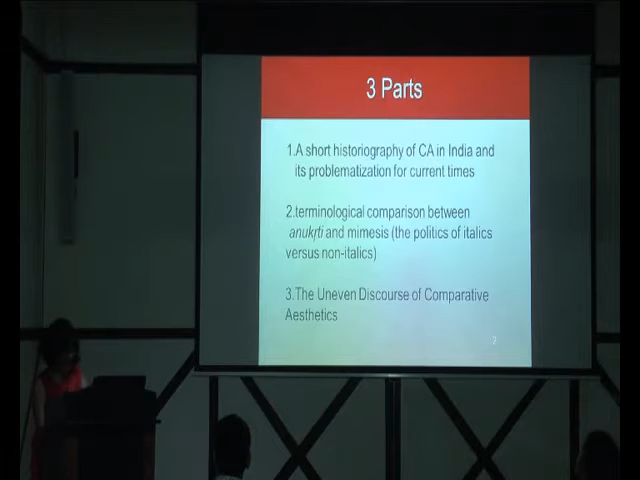 3 Parts
1.A short historiography of CA in India and
its problematization for current times
2.terminological comparison between
anukṛti and mimesis (the politics of italics
versus non-italics)
3.The Uneven Discourse of Comparative
Aesthetics
2